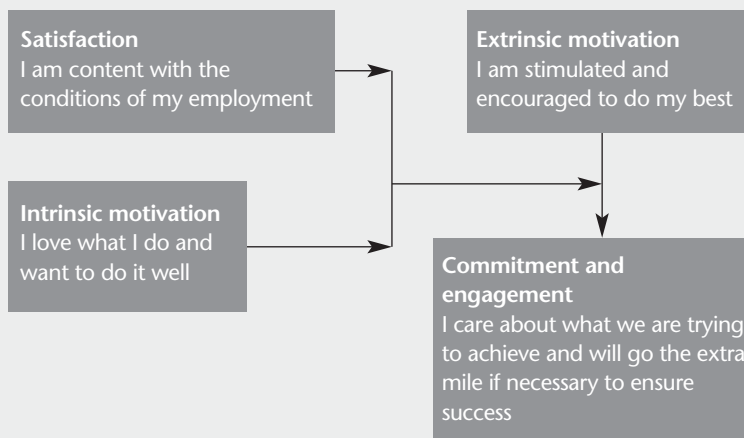 Satisfaction
I am content with the
conditions of my employment
Extrinsic motivation
I am stimulated and
encouraged to do my best
Intrinsic motivation
I love what I do and
want to do it well
Commitment and
engagement
I care about what we are trying
to achieve and will go the extra
mile if necessary to ensure
success